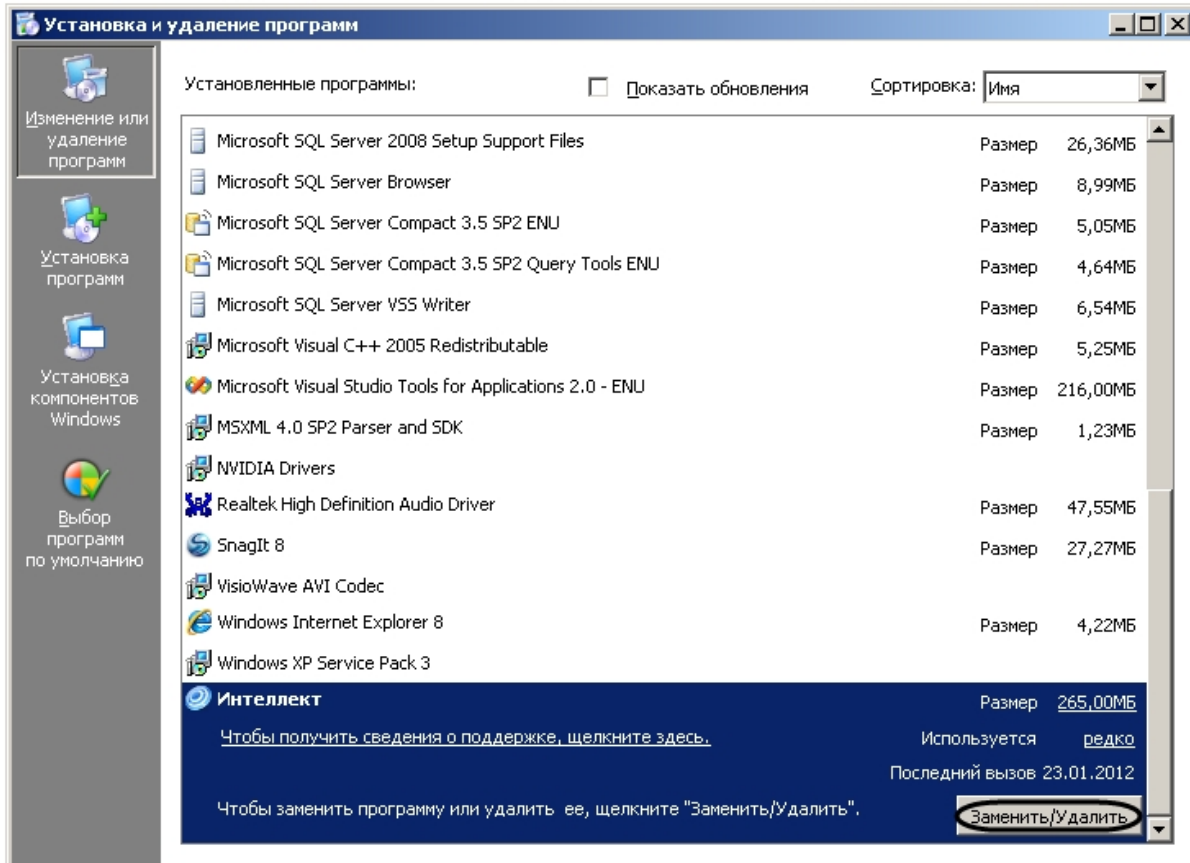 Установка и удаление программ
Изменение или
удаление
программ
Установка
программ
Установка
компонентов
Windows
Выбор
программ
по умолчанию
Установленные программы:
Показать обновления
Сортировка: Имя
Microsoft SQL Server 2008 Setup Support Files Размер 26,36МБ
Microsoft SQL Server Browser Размер 8,99МБ
Microsoft SQL Server Compact 3.5 SP2 ENU Размер 5,05МБ
Microsoft SQL Server Compact 3.5 SP2 Query Tools ENU Размер 4,64МБ
Microsoft SQL Server VSS Writer Размер 6,54МБ
Microsoft Visual C++ 2005 Redistributable Размер 5,25МБ
Microsoft Visual Studio Tools for Applications 2.0 - ENU Размер 216,00МБ
MSXML 4.0 SP2 Parser and SDK Размер 1,23МБ
NVIDIA Drivers
Realtek High Definition Audio Driver Размер 47,55МБ
SnagIt 8 Размер 27,27МБ
VisioWave AVI Codec
Windows Internet Explorer 8 Размер 4,22МБ
Windows XP Service Pack 3
Интеллект Размер 265,00МБ
Чтобы получить сведения о поддержке, щелкните здесь. Используется редко
Последний вызов 23.01.2012
Чтобы заменить программу или удалить ее, щелкните "Заменить/Удалить". Заменить/Удалить